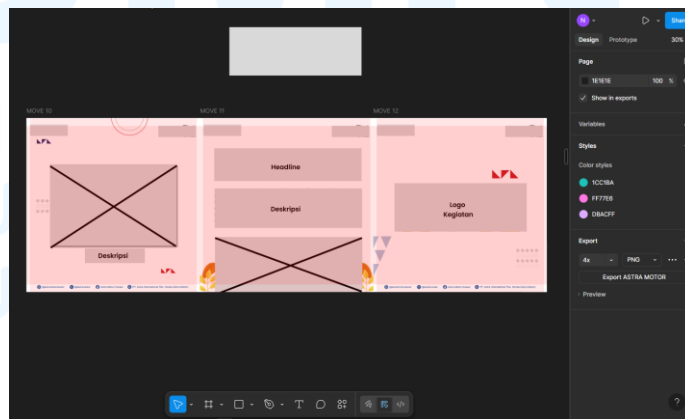 N
Share
Design
Prototype
30%
Page
1E1E1E
100
%
Show in exports
Variables
Styles
Color styles
1CC1BA
FF77E6
DBACFF
Export
4x
PNG
Export ASTRA MOTOR
Preview
?
MOVE 10
MOVE 11
MOVE 12
Deskripsi
Headline
Deskripsi
Logo
Kegiatan